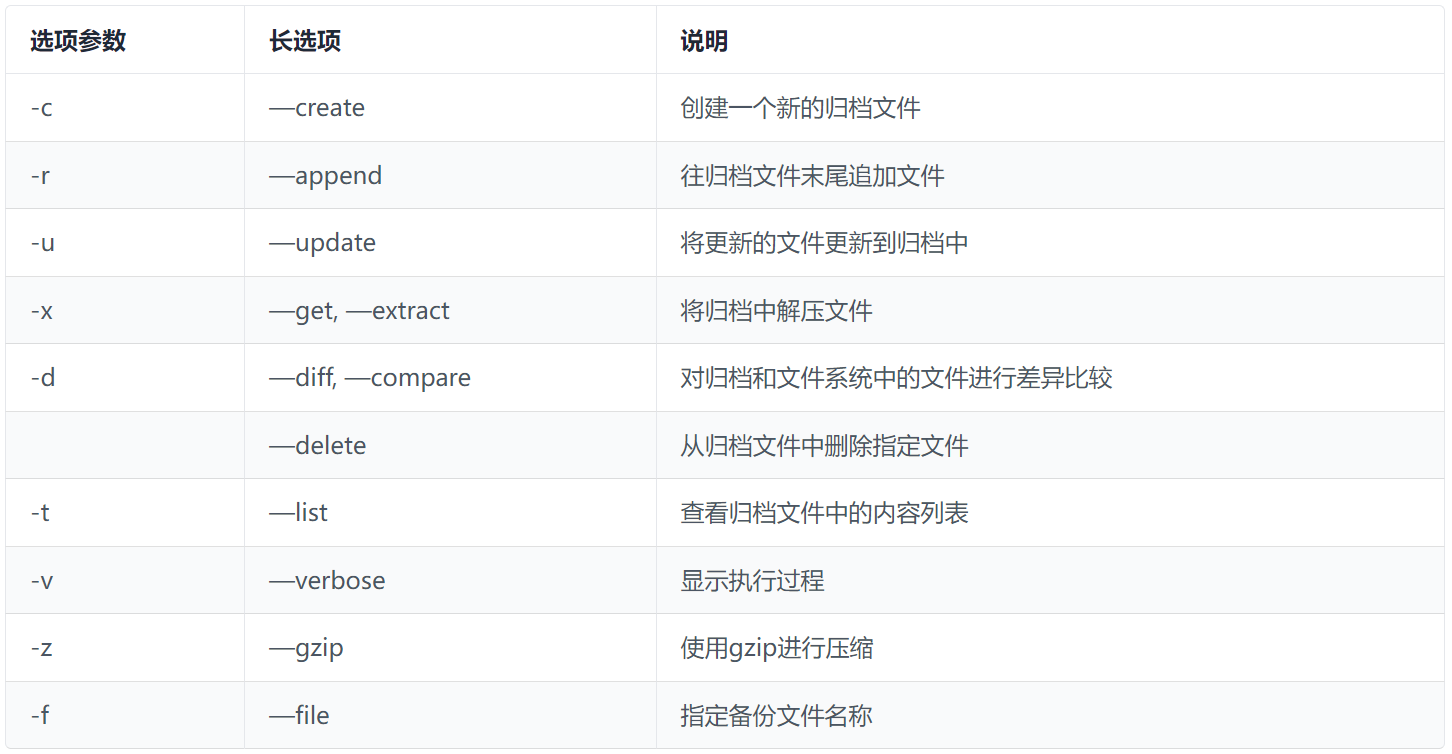 选项参数 长选项 说明
-c —create 创建一个新的归档文件
-r —append 往归档文件末尾追加文件
-u —update 将更新的文件更新到归档中
-x —get, —extract 将归档中解压文件
-d —diff, —compare 对归档和文件系统中的文件进行差异比较
—delete 从归档文件中删除指定文件
-t —list 查看归档文件中的内容列表
-v —verbose 显示执行过程
-z —gzip 使用gzip进行压缩
-f —file 指定备份文件名称